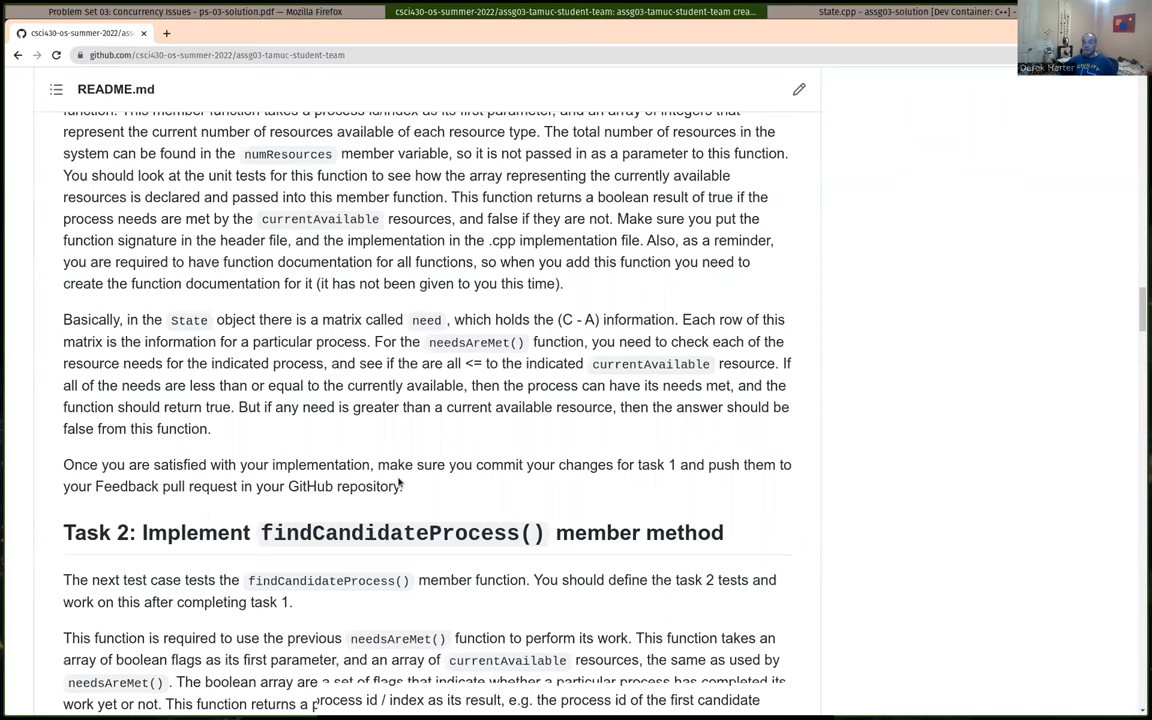 Problem Set 03: Concurrency Issues - ps-03-solution.pdf — Mozilla Firefox
csci430-os-summer-2022/assg03-tamuc-student-team: assg03-tamuc-student-team crea...
State.cpp - assg03-solution [Dev Container: C++] -
csci430-os-summer-2022/ass
github.com/csci430-os-summer-2022/assg03-tamuc-student-team
Derek Harter
README.md
function. This member function takes a process id/index as its first parameter, and an array of integers that
represent the current number of resources available of each resource type. The total number of resources in the
system can be found in the numResources member variable, so it is not passed in as a parameter to this function.
You should look at the unit tests for this function to see how the array representing the currently available
resources is declared and passed into this member function. This function returns a boolean result of true if the
process needs are met by the currentAvailable resources, and false if they are not. Make sure you put the
function signature in the header file, and the implementation in the .cpp implementation file. Also, as a reminder,
you are required to have function documentation for all functions, so when you add this function you need to
create the function documentation for it (it has not been given to you this time).
Basically, in the State object there is a matrix called need , which holds the (C - A) information. Each row of this
matrix is the information for a particular process. For the needsAreMet() function, you need to check each of the
resource needs for the indicated process, and see if the are all <= to the indicated currentAvailable resource. If
all of the needs are less than or equal to the currently available, then the process can have its needs met, and the
function should return true. But if any need is greater than a current available resource, then the answer should be
false from this function.
Once you are satisfied with your implementation, make sure you commit your changes for task 1 and push them to
your Feedback pull request in your GitHub repository.
Task 2: Implement findCandidateProcess() member method
The next test case tests the findCandidateProcess() member function. You should define the task 2 tests and
work on this after completing task 1.
This function is required to use the previous needsAreMet() function to perform its work. This function takes an
array of boolean flags as its first parameter, and an array of currentAvailable resources, the same as used by
needsAreMet() . The boolean array are a set of flags that indicate whether a particular process has completed its
work yet or not. This function returns a process id / index as its result, e.g. the process id of the first candidate